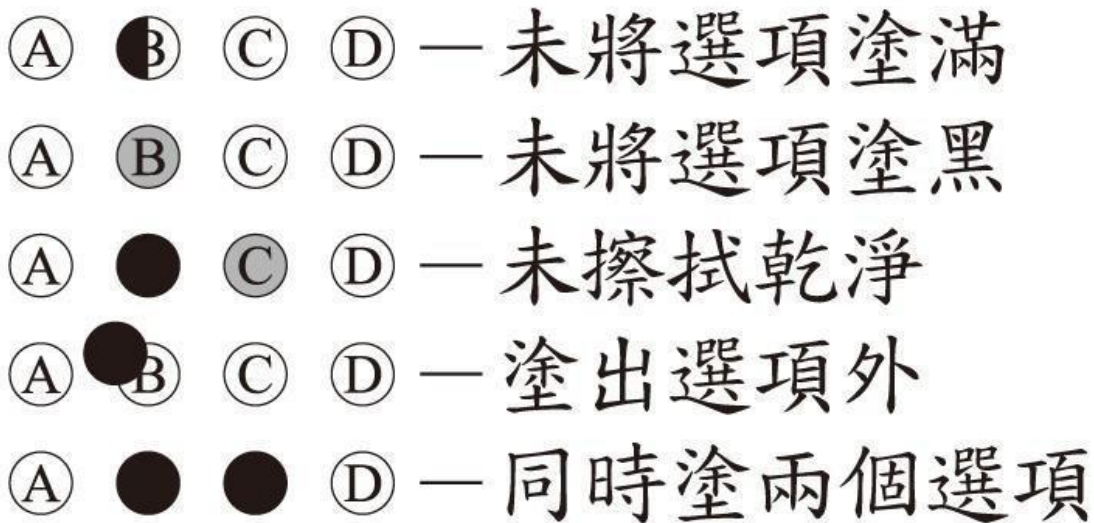 A B C D — 未將選項塗滿
A B C D — 未將選項塗黑
A C D — 未擦拭乾淨
A B C D — 塗出選項外
A D — 同時塗兩個選項